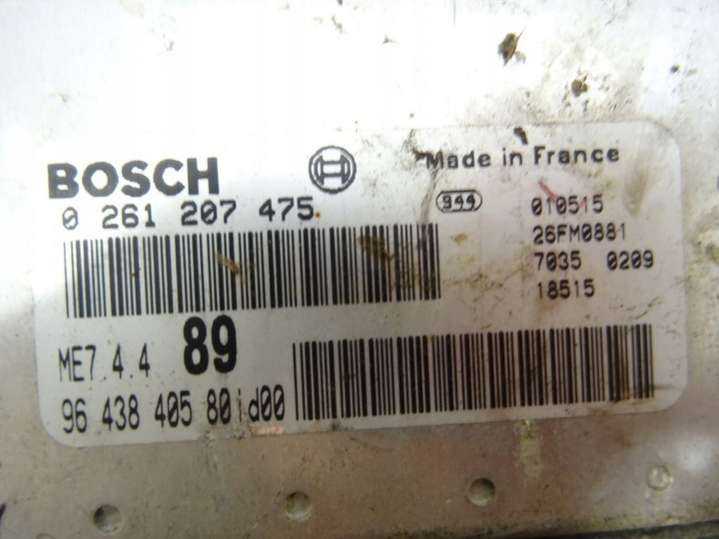 BOSCH
Made in France
0 261 207 475
944
010515
26FM0881
7035 0209
18515
ME7.4.4 89
96 438 405 80 id00